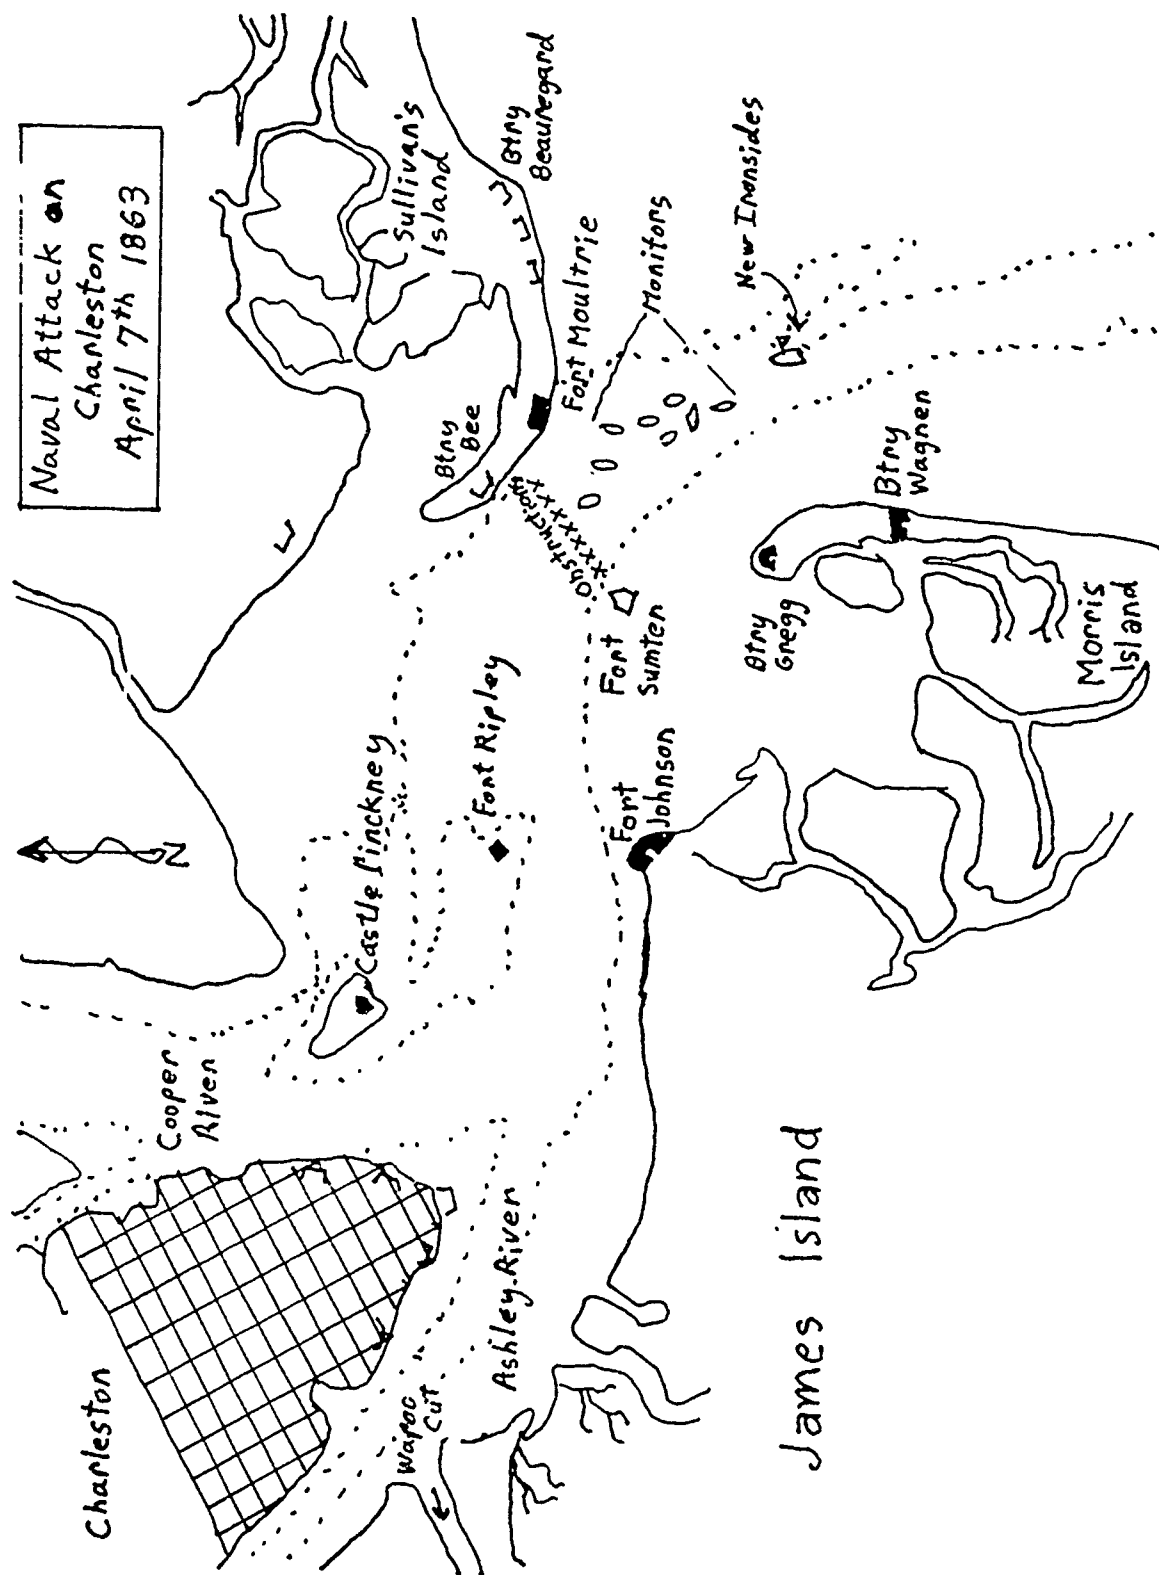 Naval Attack on
Charleston
April 7th 1863
Charleston
Cooper
River
Castle Pinckney
Fort Ripley
Btry
Bee
Sullivan's
Island
Btry
Beauregard
Fort Moultrie
Monitors
New Ironsides
Obstructions
Fort
Sumter
Fort
Johnson
Ashley River
Wapoo
Cut
James Island
Btry
Gregg
Btry
Wagner
Morris
Island
N